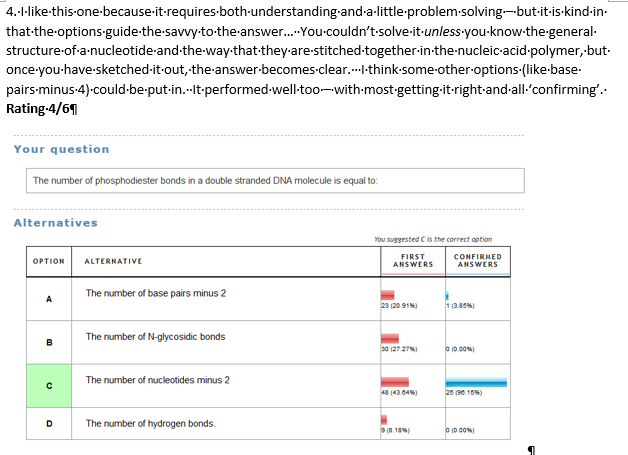 4.·I·like·this·one·because·it·requires·both·understanding·and·a·little·problem·solving·—·but·it·is·kind·in·
that·the·options·guide·the·savvy·to·the·answer...··You·couldn't·solve·it·unless·you·know·the·general·
structure·of·a·nucleotide·and·the·way·that·they·are·stitched·together·in·the·nucleic·acid·polymer,·but·
once·you·have·sketched·it·out,·the·answer·becomes·clear.···I·think·some·other·options·(like·base·
pairs·minus·4)·could·be·put·in.··It·performed·well·too·—·with·most·getting·it·right·and·all·'confirming'.·
Rating·4/6¶
Your question
The number of phosphodiester bonds in a double stranded DNA molecule is equal to:
Alternatives
You suggested C is the correct option
OPTION ALTERNATIVE FIRST ANSWERS CONFIRMED ANSWERS
A The number of base pairs minus 2 23 (20.91%) 1 (3.85%)
B The number of N-glycosidic bonds 30 (27.27%) 0 (0.00%)
C The number of nucleotides minus 2 48 (43.64%) 25 (96.15%)
D The number of hydrogen bonds. 9 (8.18%) 0 (0.00%)
¶